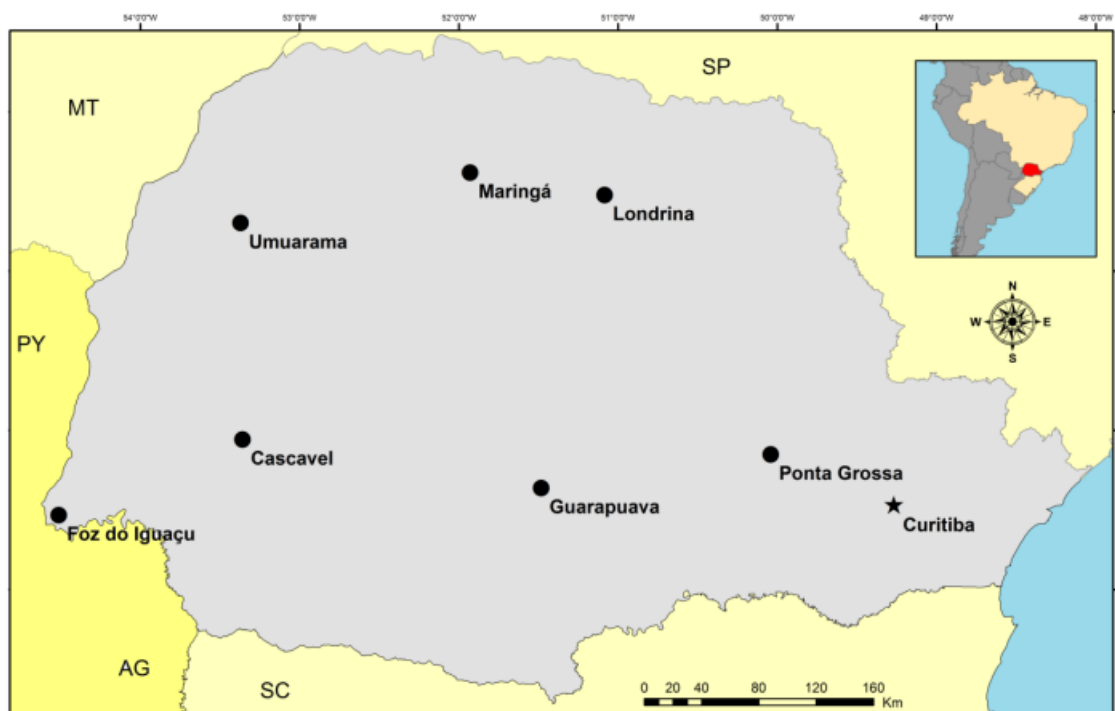 54°0'0"W 53°0'0"W 52°0'0"W 51°0'0"W 50°0'0"W 49°0'0"W 48°0'0"W
SP
MT
Maringá
Londrina
Umuarama
N
W E
S
PY
Cascavel
Ponta Grossa
Guarapuava
Curitiba
Foz do Iguaçu
AG
SC
0 20 40 80 120 160
Km